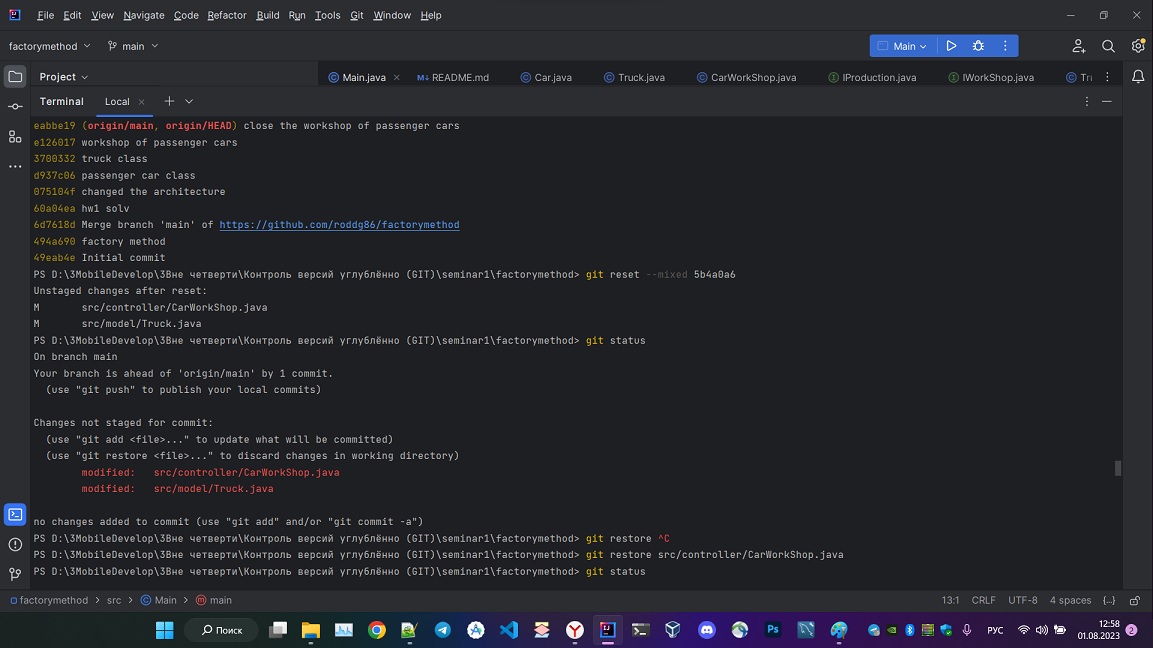 File Edit View Navigate Code Refactor Build Run Tools Git Window Help
factorymethod main Main
Project Main.java README.md Car.java Truck.java CarWorkShop.java IProduction.java IWorkShop.java
Terminal Local
eabbe19 (origin/main, origin/HEAD) close the workshop of passenger cars
e126017 workshop of passenger cars
3700332 truck class
d937c06 passenger car class
075104f changed the architecture
60a04ea hw1 solv
6d7618d Merge branch 'main' of https://github.com/roddg86/factorymethod
494a690 factory method
49eab4e Initial commit
PS D:\3MobileDevelop\3Вне четверти\Контроль версий углублённо (GIT)\seminar1\factorymethod> git reset --mixed 5b4a0a6
Unstaged changes after reset:
M       src/controller/CarWorkShop.java
M       src/model/Truck.java
PS D:\3MobileDevelop\3Вне четверти\Контроль версий углублённо (GIT)\seminar1\factorymethod> git status
On branch main
Your branch is ahead of 'origin/main' by 1 commit.
  (use "git push" to publish your local commits)
Changes not staged for commit:
  (use "git add <file>..." to update what will be committed)
  (use "git restore <file>..." to discard changes in working directory)
        modified:   src/controller/CarWorkShop.java
        modified:   src/model/Truck.java
no changes added to commit (use "git add" and/or "git commit -a")
PS D:\3MobileDevelop\3Вне четверти\Контроль версий углублённо (GIT)\seminar1\factorymethod> git restore ^C
PS D:\3MobileDevelop\3Вне четверти\Контроль версий углублённо (GIT)\seminar1\factorymethod> git restore src/controller/CarWorkShop.java
PS D:\3MobileDevelop\3Вне четверти\Контроль версий углублённо (GIT)\seminar1\factorymethod> git status
factorymethod > src > Main > main 13:1 CRLF UTF-8 4 spaces
Поиск РУС 12:58
01.08.2023 2